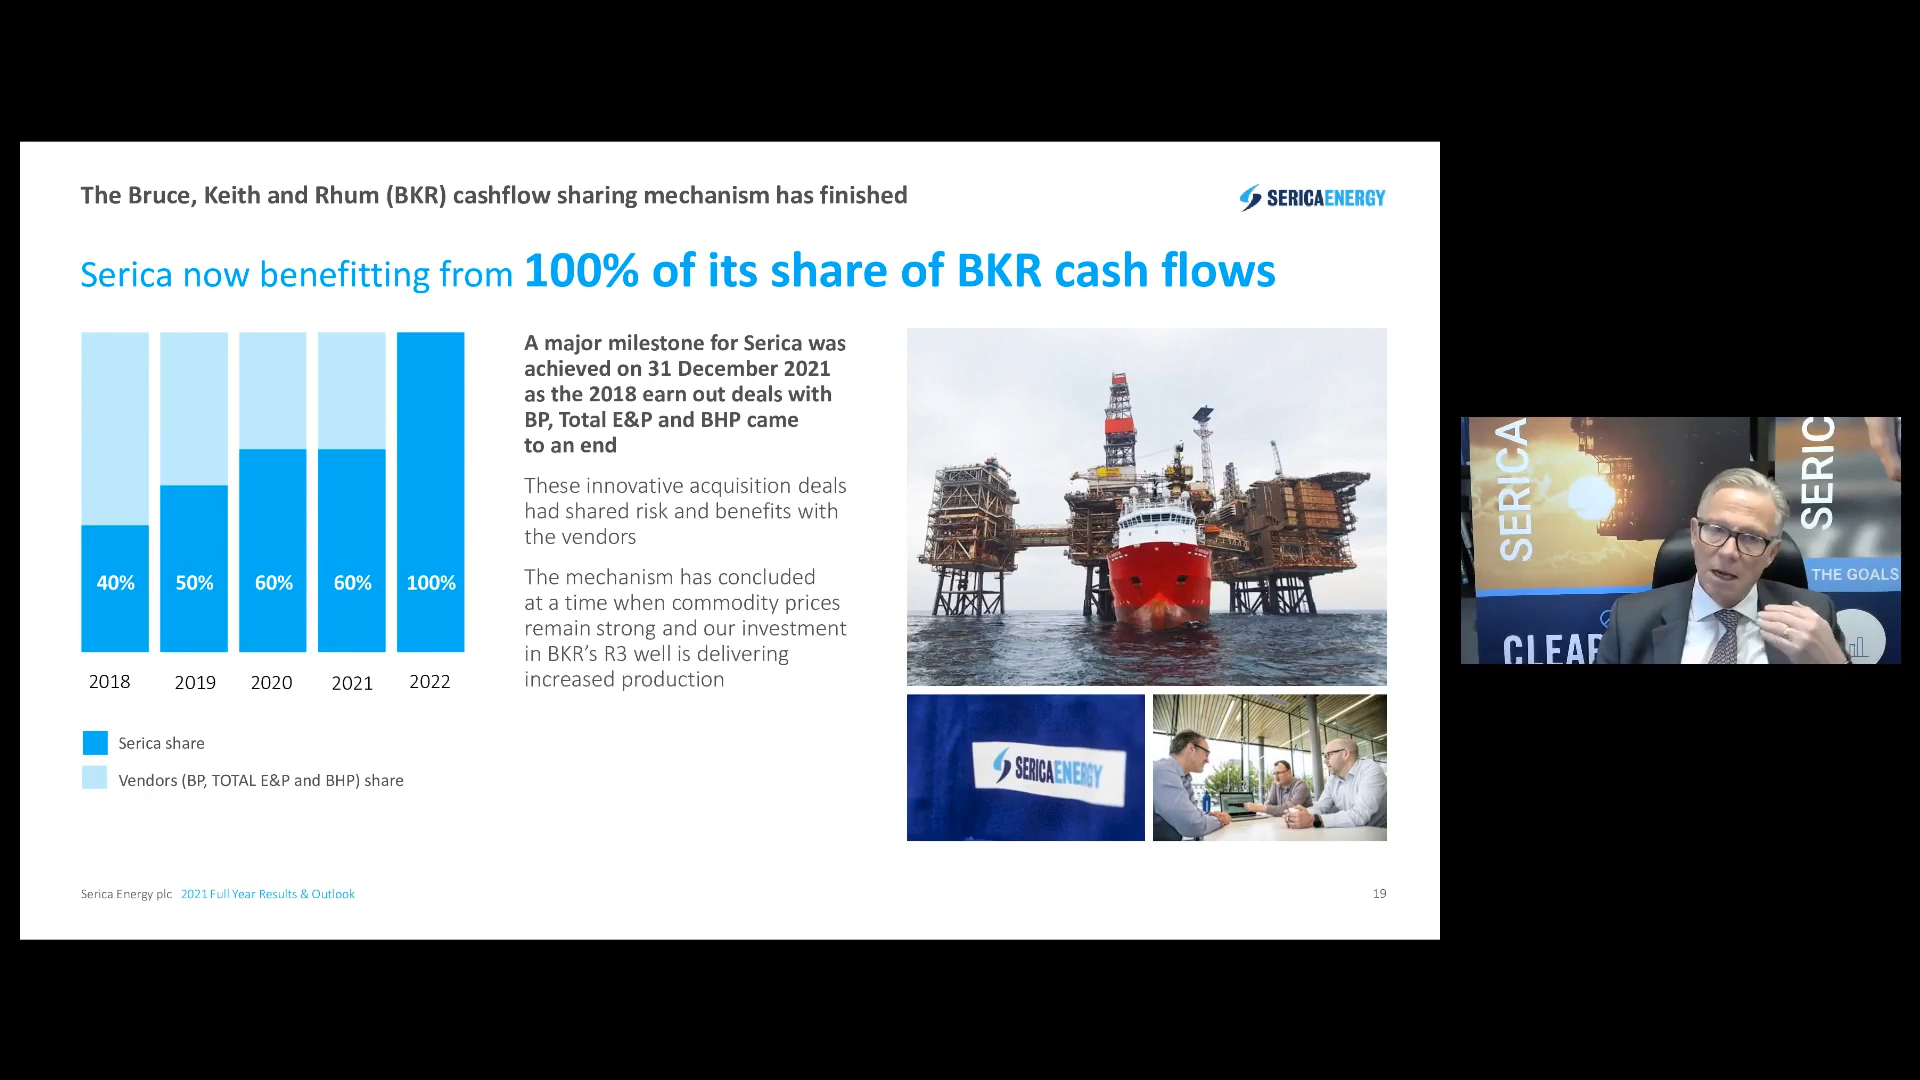 The Bruce, Keith and Rhum (BKR) cashflow sharing mechanism has finished
SERICAENERGY
Serica now benefitting from 100% of its share of BKR cash flows
40%
50%
60%
60%
100%
2018
2019
2020
2021
2022
Serica share
Vendors (BP, TOTAL E&P and BHP) share
A major milestone for Serica was
achieved on 31 December 2021
as the 2018 earn out deals with
BP, Total E&P and BHP came
to an end
These innovative acquisition deals
had shared risk and benefits with
the vendors
The mechanism has concluded
at a time when commodity prices
remain strong and our investment
in BKR’s R3 well is delivering
increased production
SERICAENERGY
Serica Energy plc 2021 Full Year Results & Outlook
19
SERICA
SERIC
THE GOALS
CLEAR